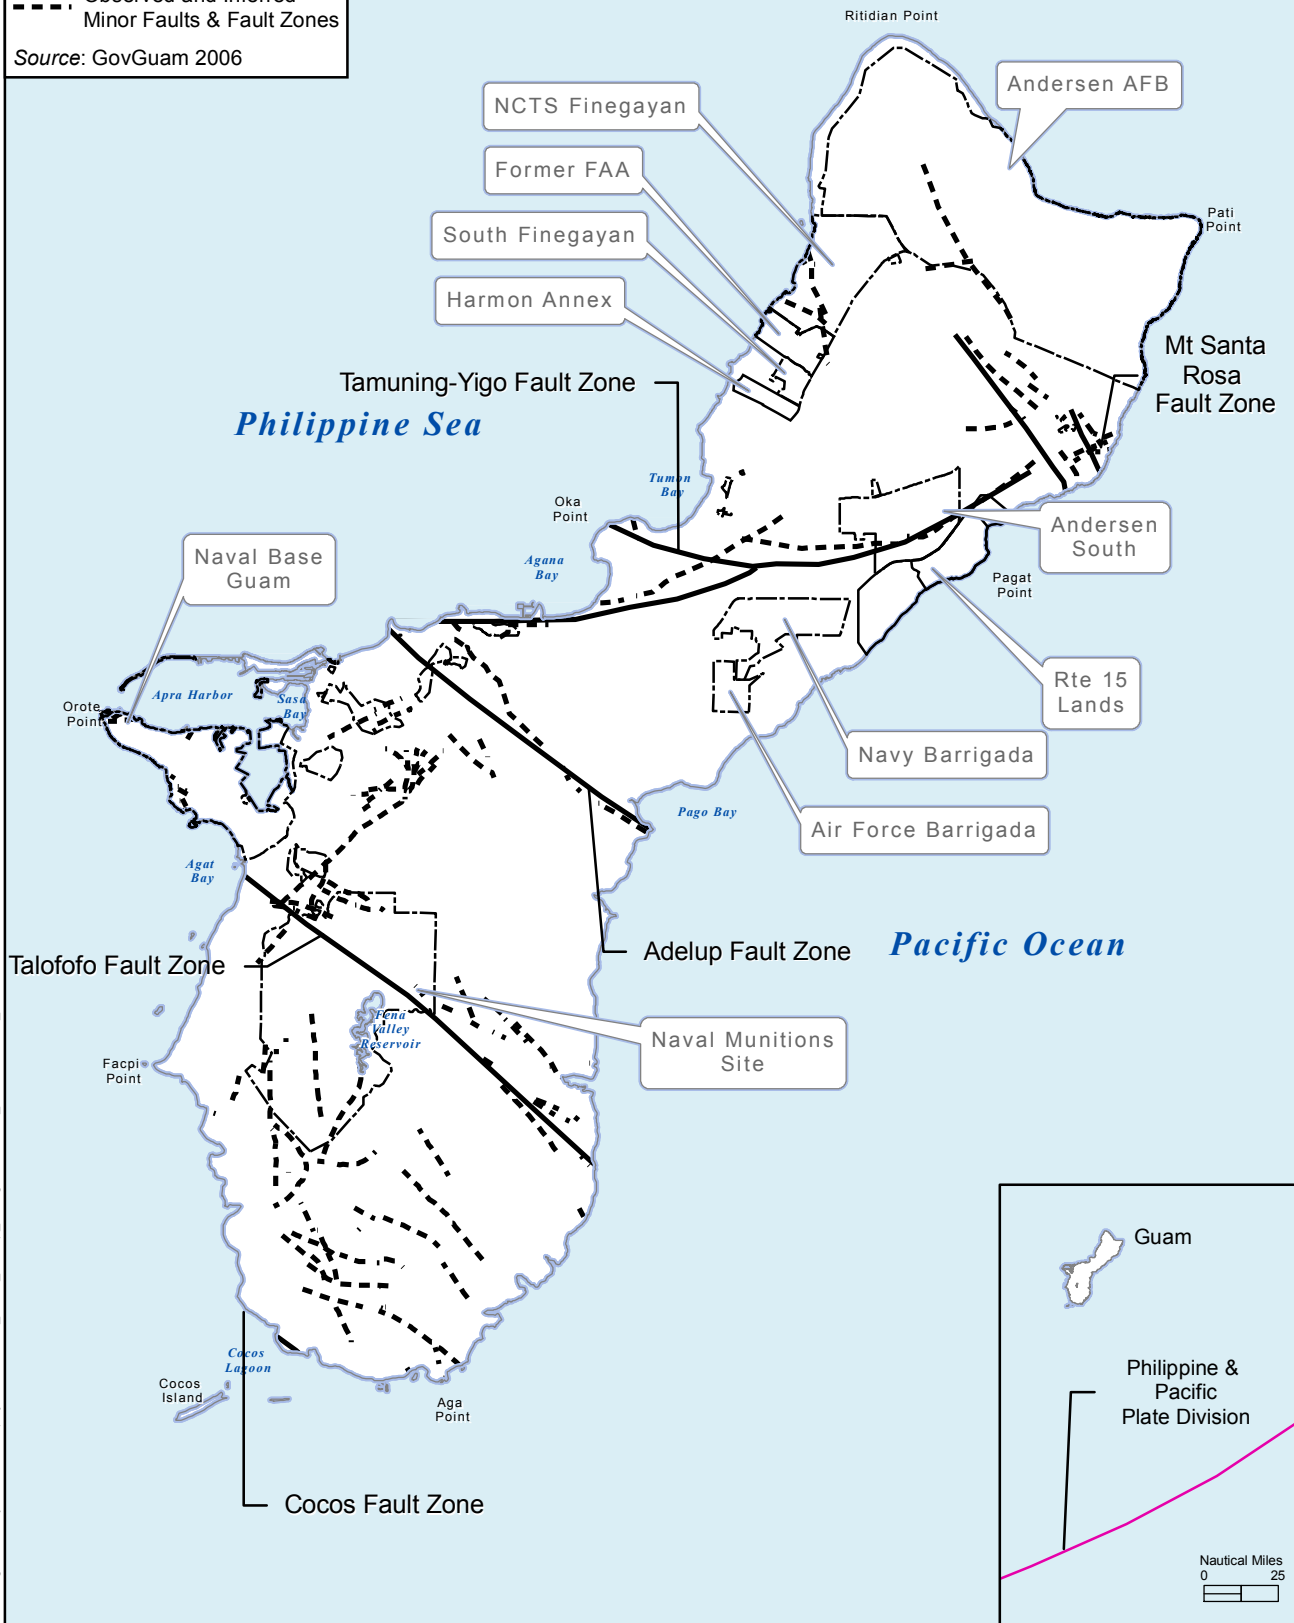 Observed and Inferred
Minor Faults & Fault Zones
Source: GovGuam 2006
Ritidian Point
Andersen AFB
NCTS Finegayan
Former FAA
South Finegayan
Harmon Annex
Pati
Point
Mt Santa
Rosa
Fault Zone
Tamuning-Yigo Fault Zone
Philippine Sea
Tumon
Bay
Oka
Point
Andersen
South
Naval Base
Guam
Agana
Bay
Pagat
Point
Rte 15
Lands
Apra Harbor
Sasa
Bay
Orote
Point
Navy Barrigada
Pago Bay
Air Force Barrigada
Agat
Bay
Talofofo Fault Zone
Adelup Fault Zone
Pacific Ocean
Fena
Valley
Reservoir
Naval Munitions
Site
Facpi
Point
Guam
Cocos
Lagoon
Cocos
Island
Aga
Point
Philippine &
Pacific
Plate Division
Cocos Fault Zone
Nautical Miles
0 25